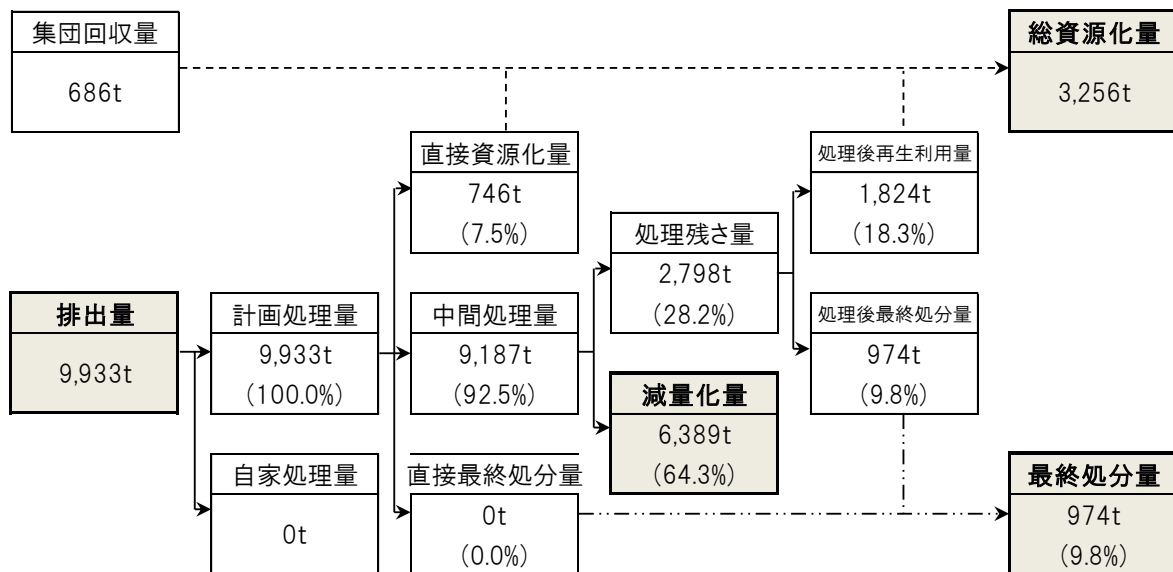 集団回収量
686t
総資源化量
3,256t
直接資源化量
746t
(7.5%)
処理後再生利用量
1,824t
(18.3%)
処理残さ量
2,798t
(28.2%)
排出量
9,933t
計画処理量
9,933t
(100.0%)
中間処理量
9,187t
(92.5%)
処理後最終処分量
974t
(9.8%)
減量化量
6,389t
(64.3%)
自家処理量
0t
直接最終処分量
0t
(0.0%)
最終処分量
974t
(9.8%)